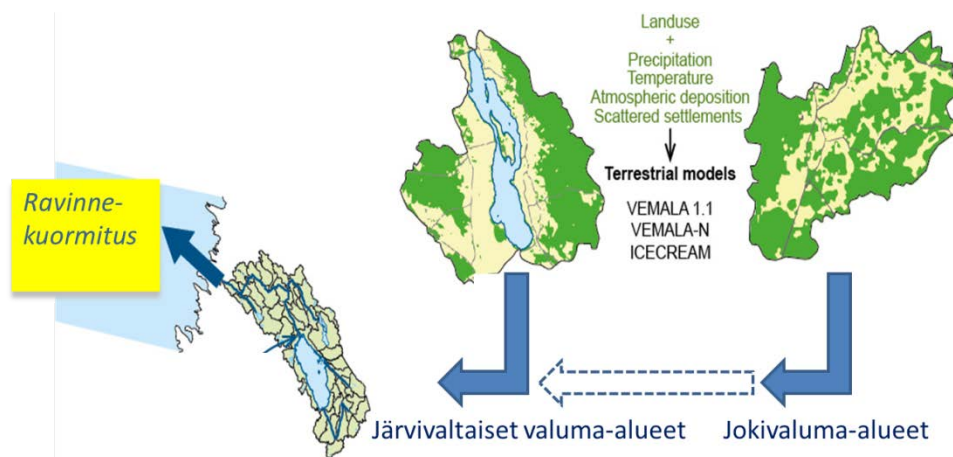 Landuse
+
Precipitation
Temperature
Atmospheric deposition
Scattered settlements
Terrestrial models
VEMALA 1.1
VEMALA-N
ICECREAM
Ravinne-
kuormitus
Järvivaltaiset valuma-alueet
Jokivaluma-alueet